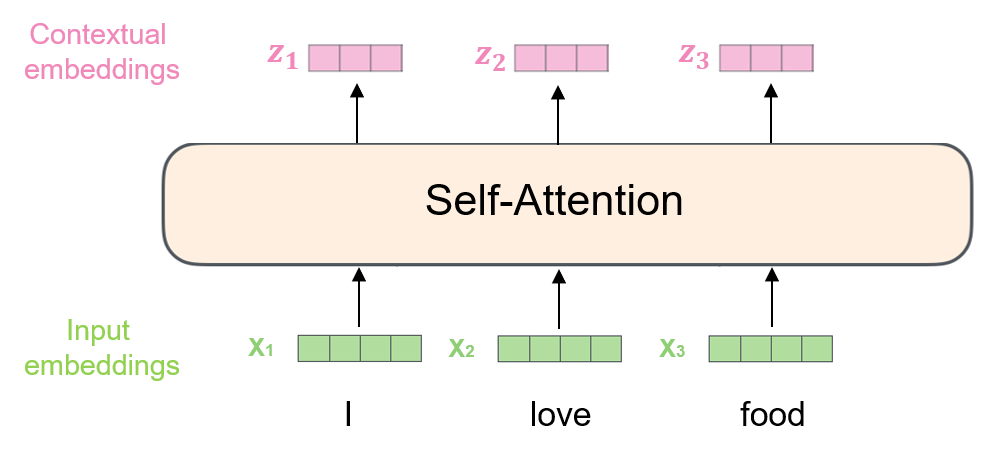 Contextual
embeddings
z₁ z₂ z₃
Self-Attention
Input
embeddings
x₁ x₂ x₃
I love food